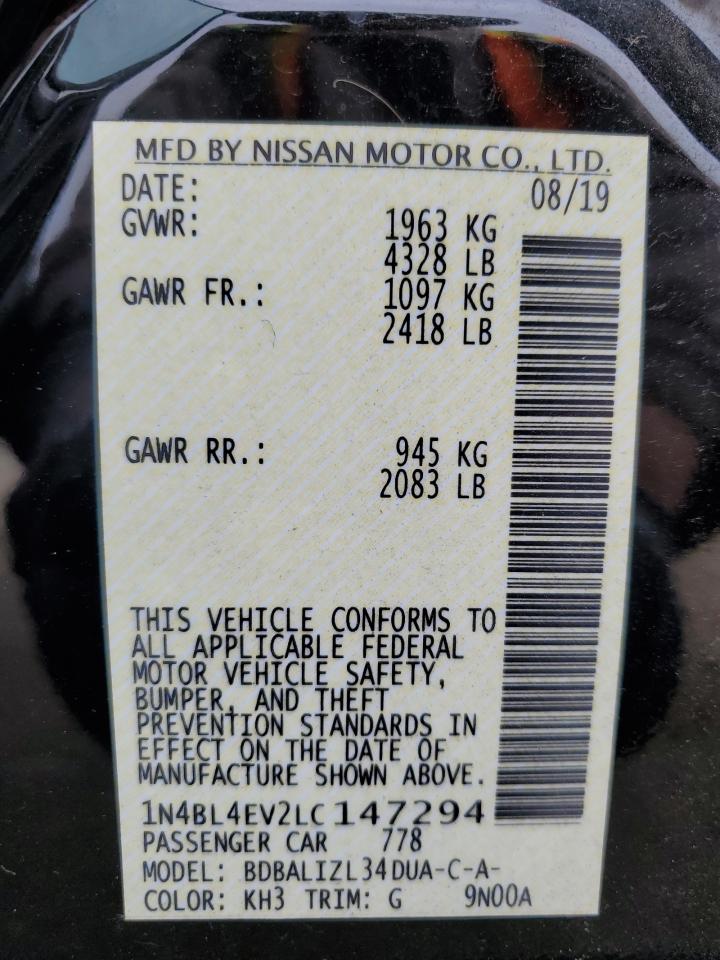 MFD BY NISSAN MOTOR CO., LTD.
DATE: 08/19
GVWR: 1963 KG
4328 LB
GAWR FR.: 1097 KG
2418 LB
GAWR RR.: 945 KG
2083 LB
THIS VEHICLE CONFORMS TO
ALL APPLICABLE FEDERAL
MOTOR VEHICLE SAFETY,
BUMPER, AND THEFT
PREVENTION STANDARDS IN
EFFECT ON THE DATE OF
MANUFACTURE SHOWN ABOVE.
1N4BL4EV2LC147294
PASSENGER CAR 778
MODEL: BDBALIZL34DUA-C-A-
COLOR: KH3 TRIM: G 9N00A